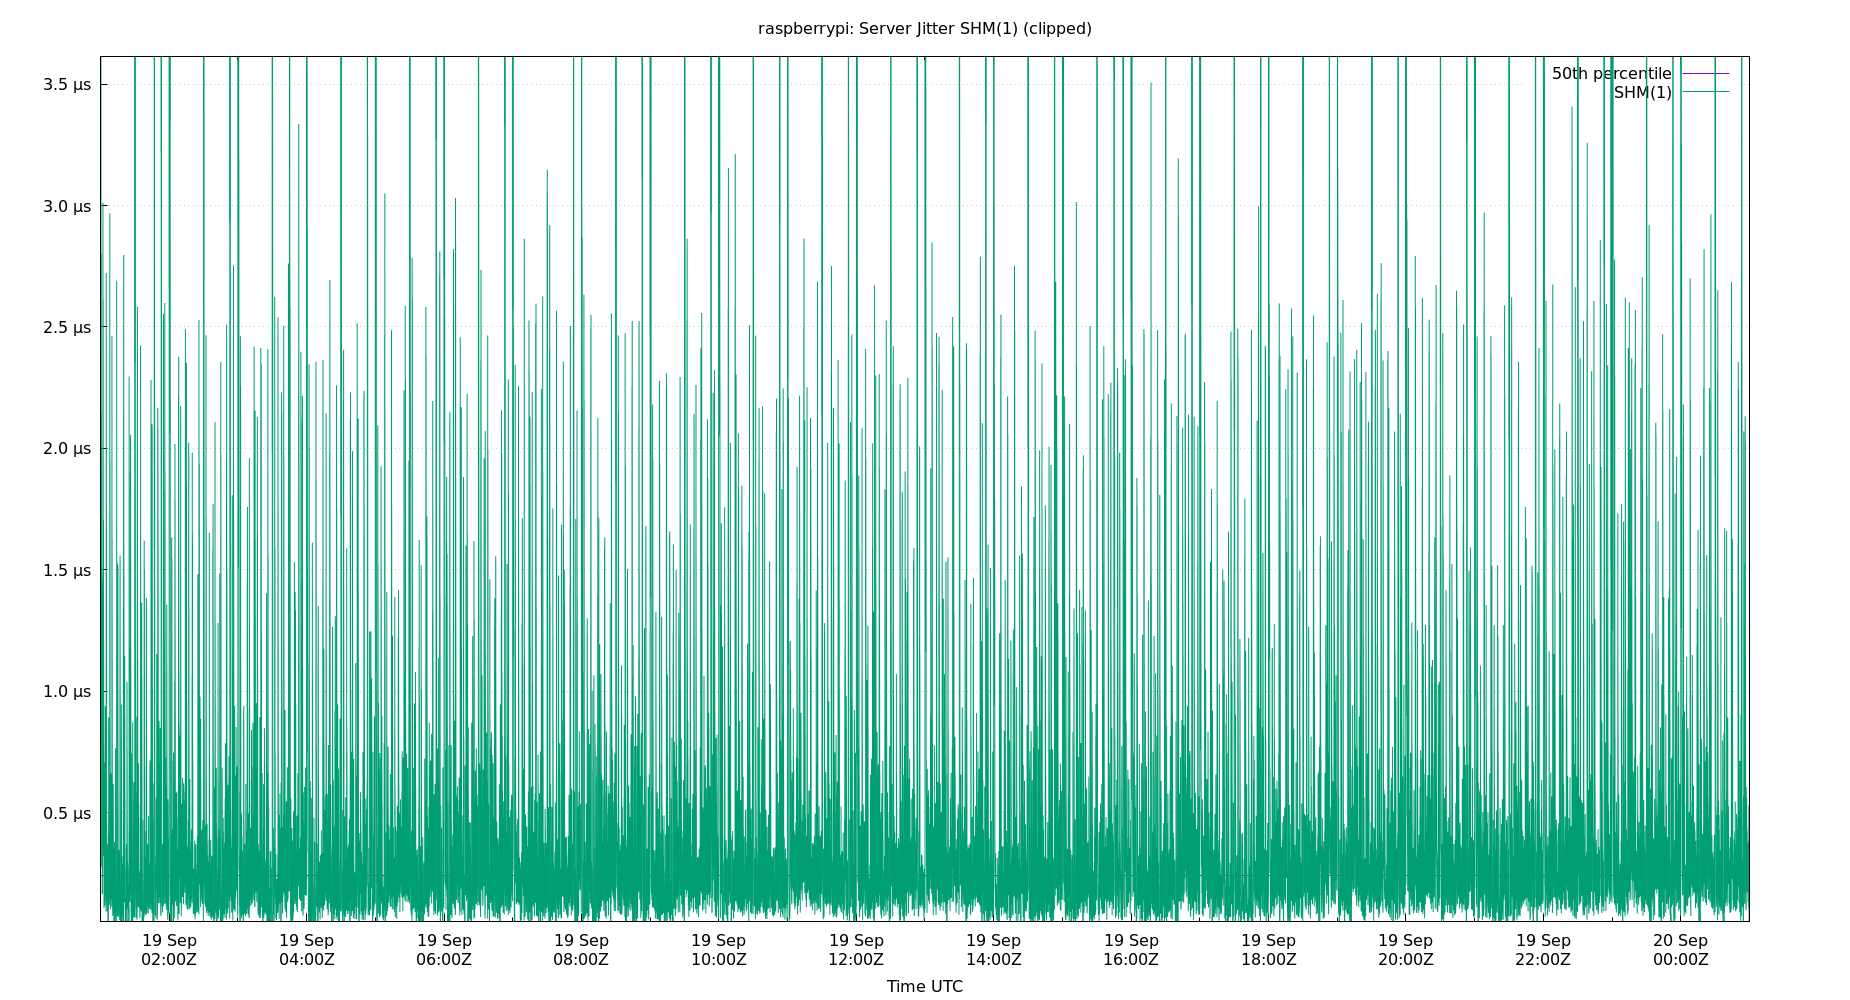 raspberrypi: Server Jitter SHM(1) (clipped)
50th percentile
SHM(1)
3.5 µs
3.0 µs
2.5 µs
2.0 µs
1.5 µs
1.0 µs
0.5 µs
19 Sep 19 Sep 19 Sep 19 Sep 19 Sep 19 Sep 19 Sep 19 Sep 19 Sep 19 Sep 19 Sep 20 Sep
02:00Z 04:00Z 06:00Z 08:00Z 10:00Z 12:00Z 14:00Z 16:00Z 18:00Z 20:00Z 22:00Z 00:00Z
Time UTC